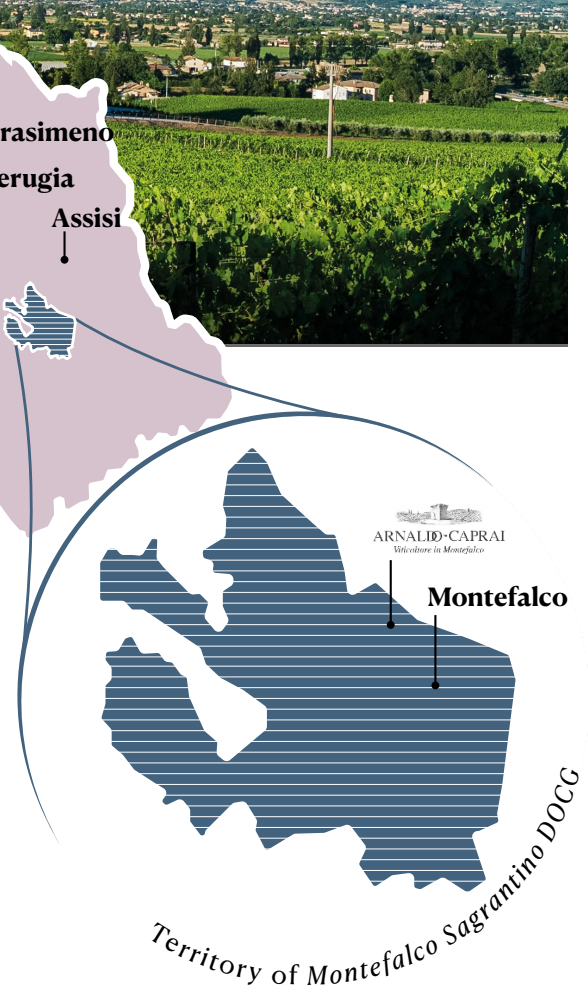 rasimeno
erugia
Assisi
ARNALDO·CAPRAI
Viticoltore in Montefalco
Montefalco
Territory of Montefalco Sagrantino DOCG